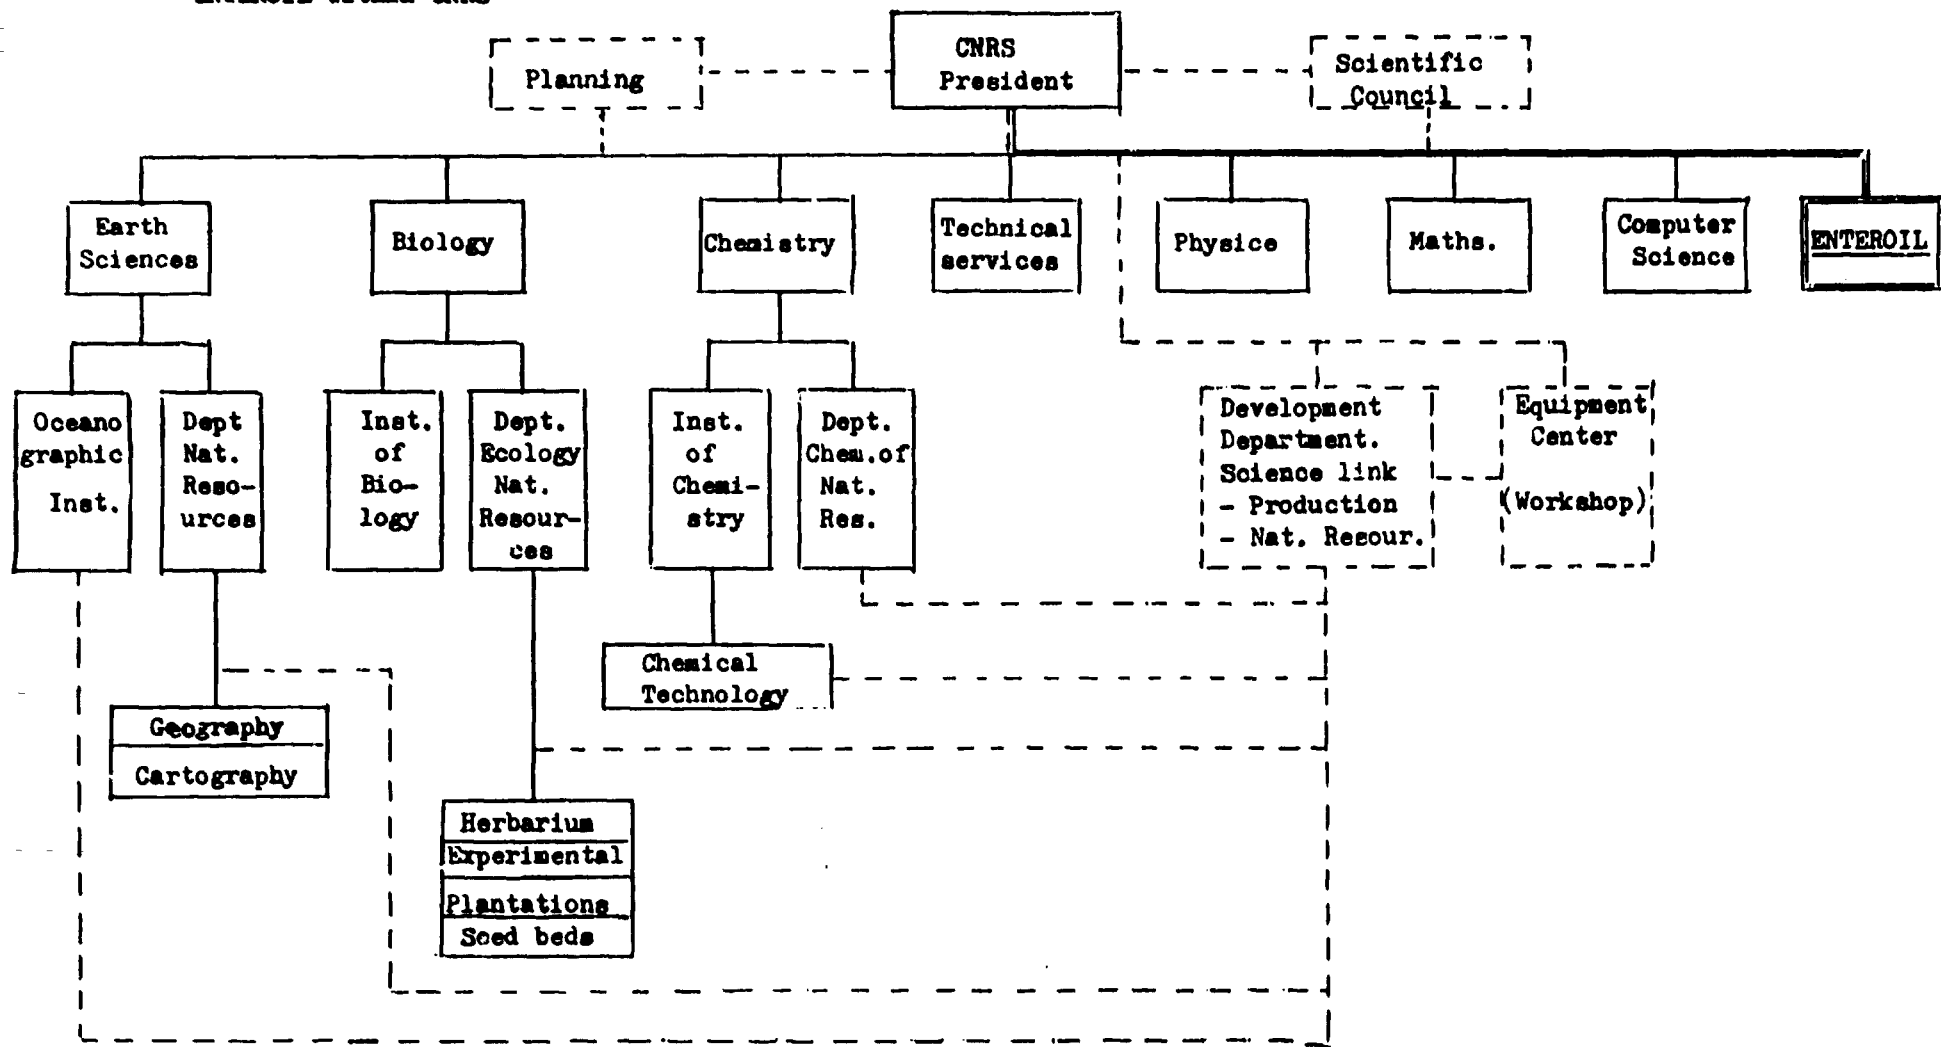 CNRS
President
Planning
Scientific
Council
Earth
Sciences
Biology
Chemistry
Technical
services
Physics
Maths.
Computer
Science
ENTEROIL
Oceano
graphic
Inst.
Dept
Nat.
Reso-
urces
Inst.
of
Bio-
logy
Dept.
Ecology
Nat.
Resour-
ces
Inst.
of
Chemi-
stry
Dept.
Chem.of
Nat.
Res.
Development
Department.
Science link
- Production
- Nat. Resour.
Equipment
Center
(Workshop)
Chemical
Technology
Geography
Cartography
Herbarium
Experimental
Plantations
Seed beds